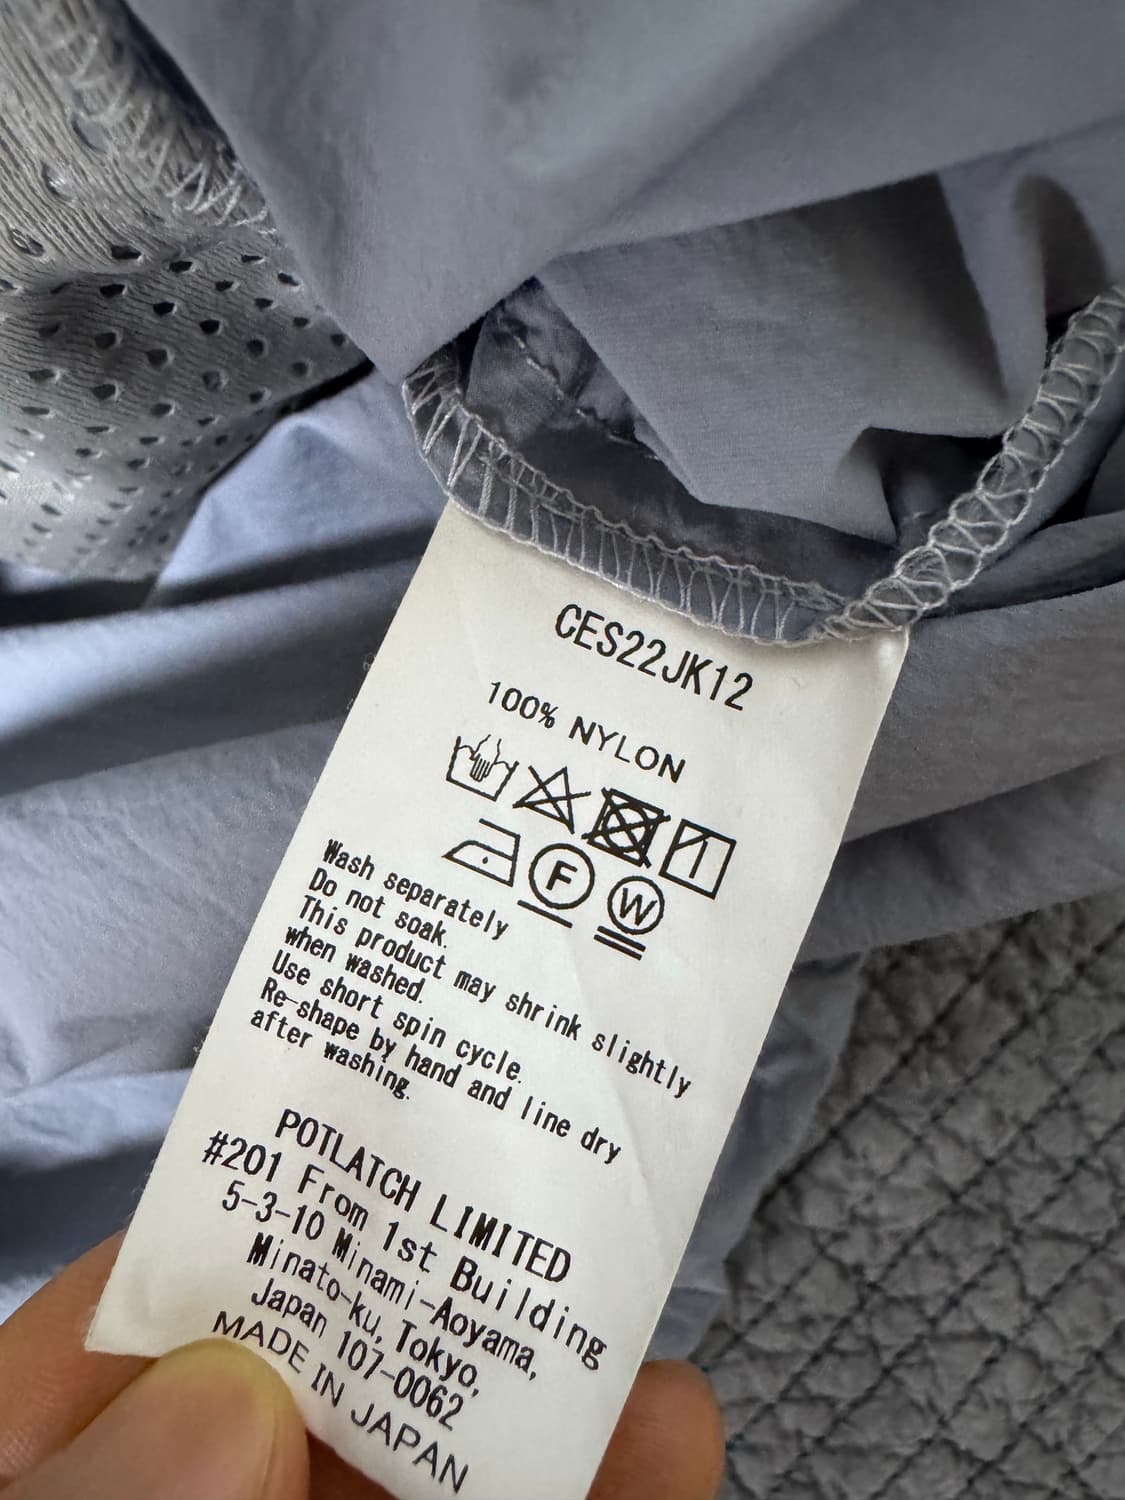 CES22JK12
100% NYLON
F
W
Wash separately
Do not soak.
This product may shrink slightly
when washed.
Use short spin cycle.
Re-shape by hand and line dry
after washing.
POTLATCH LIMITED
#201 From 1st Building
5-3-10 Minami-Aoyama,
Minato-ku, Tokyo,
Japan 107-0062
MADE IN JAPAN